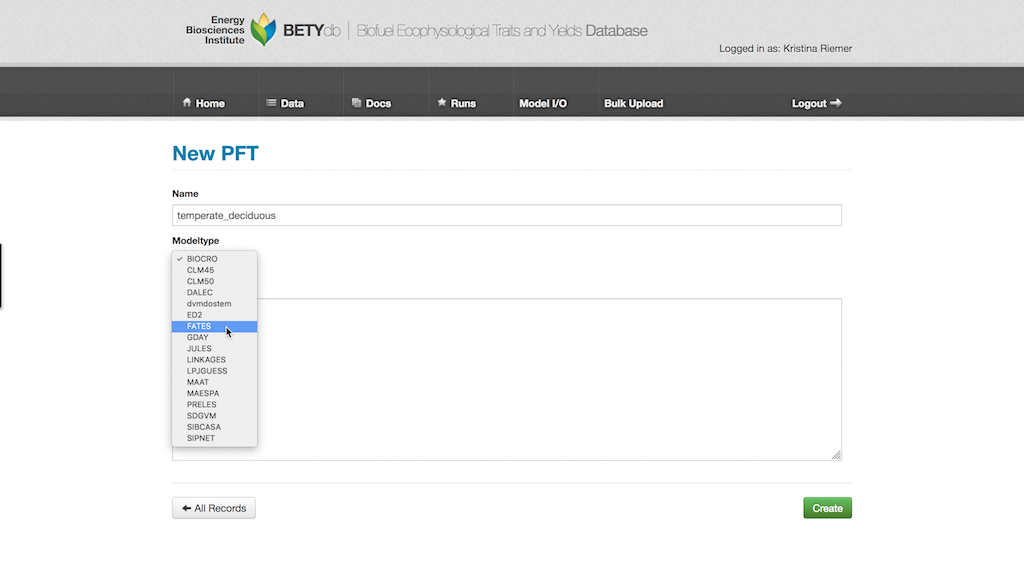 Energy
Biosciences
Institute
BETYdb | Biofuel Ecophysiological Traits and Yields Database
Logged in as: Kristina Riemer
Home Data Docs Runs Model I/O Bulk Upload Logout
New PFT
Name
temperate_deciduous
Modeltype
✓ BIOCRO
CLM45
CLM50
DALEC
dvmdostem
ED2
FATES
GDAY
JULES
LINKAGES
LPJGUESS
MAAT
MAESPA
PRELES
SDGVM
SIBCASA
SIPNET
All Records
Create